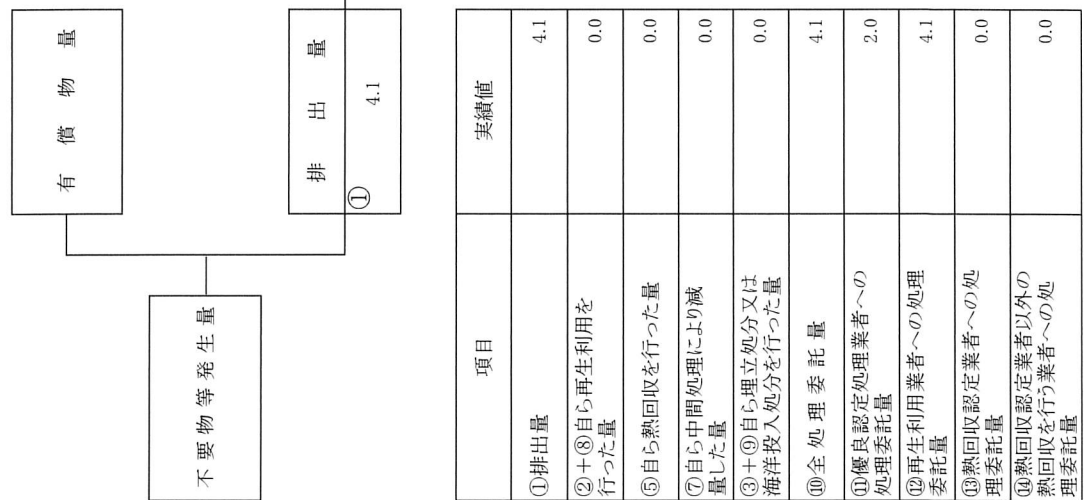 有償物量
不要物等発生量
排出量
①
4.1
項目 実績値
①排出量 4.1
②+⑧自ら再生利用を
行った量 0.0
⑤自ら熱回収を行った量 0.0
⑦自ら中間処理により減
量した量 0.0
③+⑨自ら埋立処分又は
海洋投入処分を行った量 0.0
⑩全処理委託量 4.1
⑪優良認定処理業者への
処理委託量 2.0
⑫再生利用業者への処理
委託量 4.1
⑬熱回収認定業者への処
理委託量 0.0
⑭熱回収認定業者以外の
熱回収を行う業者への処
理委託量 0.0